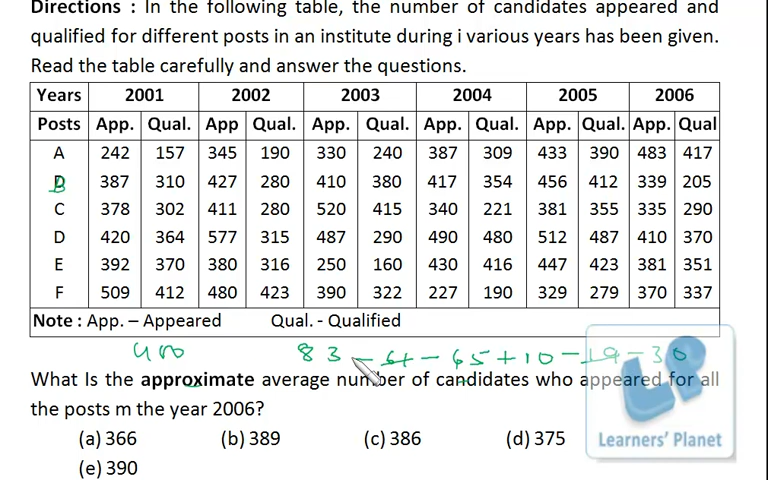 Directions : In the following table, the number of candidates appeared and
qualified for different posts in an institute during i various years has been given.
Read the table carefully and answer the questions.
Years 2001 2002 2003 2004 2005 2006
Posts App. Qual. App Qual. App. Qual. App. Qual. App. Qual. App. Qual
A 242 157 345 190 330 240 387 309 433 390 483 417
B 387 310 427 280 410 380 417 354 456 412 339 205
C 378 302 411 280 520 415 340 221 381 355 335 290
D 420 364 577 315 487 290 490 480 512 487 410 370
E 392 370 380 316 250 160 430 416 447 423 381 351
F 509 412 480 423 390 322 227 190 329 279 370 337
Note : App. – Appeared Qual. - Qualified
400 83 - 61 - 65 + 10 - 19 - 30
What Is the approximate average number of candidates who appeared for all
the posts m the year 2006?
(a) 366 (b) 389 (c) 386 (d) 375
(e) 390
Learners' Planet